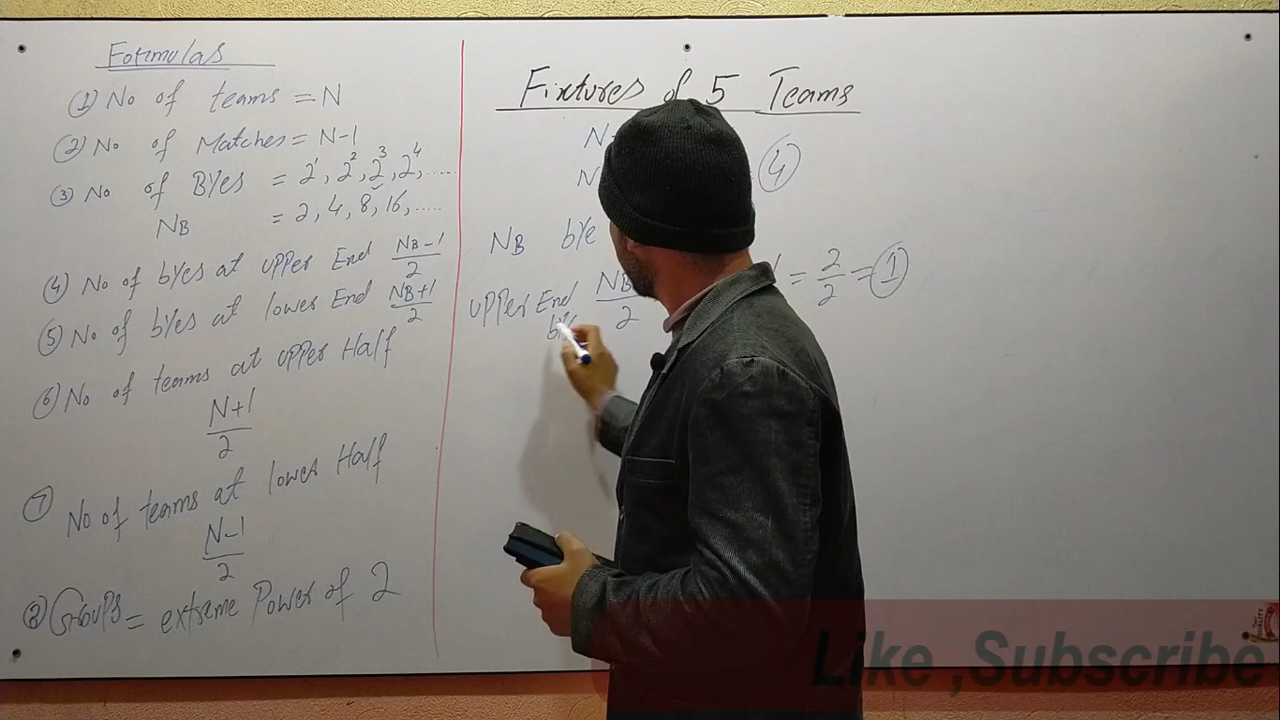 Formulas
① No of teams = N
② No of Matches = N-1
③ No of BYes = 2¹, 2², 2³, 2⁴, .....
NB = 2, 4, 8, 16, .....
④ No of byes at upper End NB-1/2
⑤ No of byes at lower End NB+1/2
⑥ No of teams at upper Half
N+1/2
⑦ No of teams at lower Half
N-1/2
⑧ Groups = extreme Power of 2
Fixtures of 5 Teams
N
N ④
NB bye
upper End NB /2 = 2/2 = ①
Like ,Subscribe